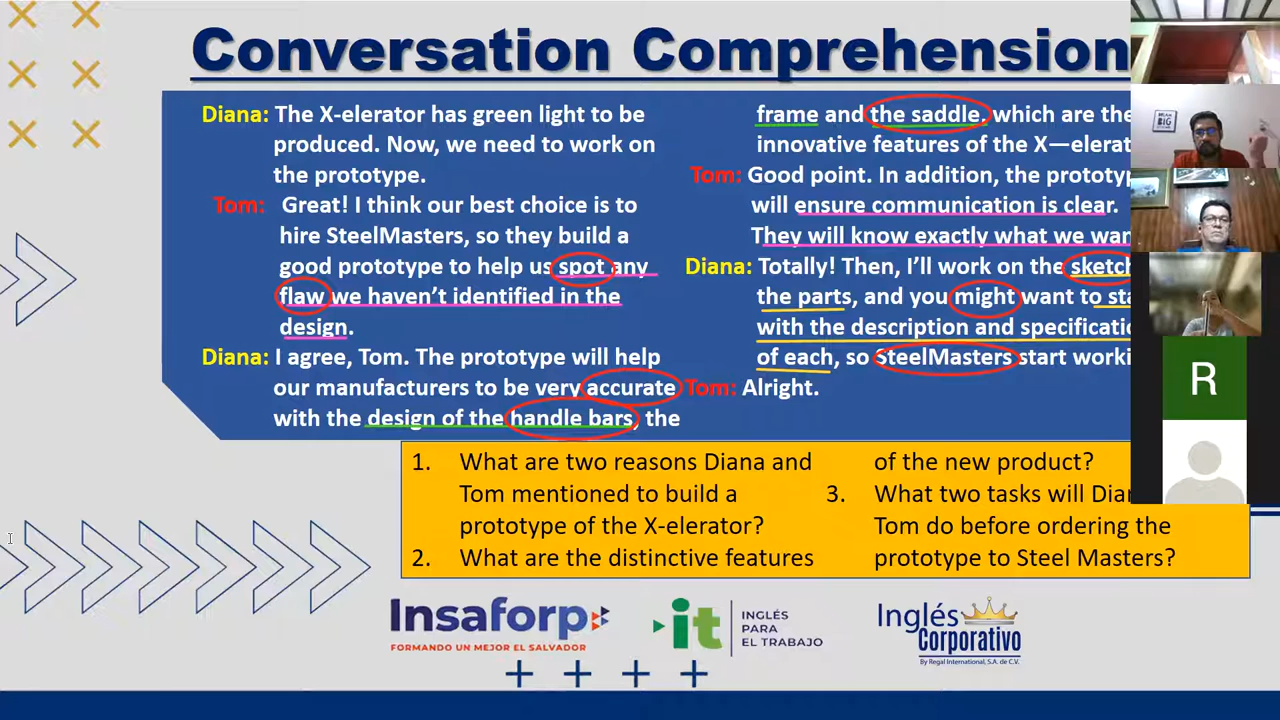 Conversation Comprehension
Diana: The X-elerator has green light to be
produced. Now, we need to work on
the prototype.
Tom: Great! I think our best choice is to
hire SteelMasters, so they build a
good prototype to help us spot any
flaw we haven't identified in the
design.
Diana: I agree, Tom. The prototype will help
our manufacturers to be very accurate
with the design of the handle bars, the
frame and the saddle, which are the
innovative features of the X—elerat
Tom: Good point. In addition, the prototyp
will ensure communication is clear.
They will know exactly what we wan
Diana: Totally! Then, I'll work on the sketch
the parts, and you might want to sta
with the description and specificatio
of each, so SteelMasters start worki
Tom: Alright.
1. What are two reasons Diana and
Tom mentioned to build a
prototype of the X-elerator?
2. What are the distinctive features
of the new product?
3. What two tasks will Dian
Tom do before ordering the
prototype to Steel Masters?
Insaforp
FORMANDO UN MEJOR EL SALVADOR
it
INGLÉS
PARA
EL TRABAJO
Inglés
Corporativo
By Regal International, S.A. de C.V.
BIG
R